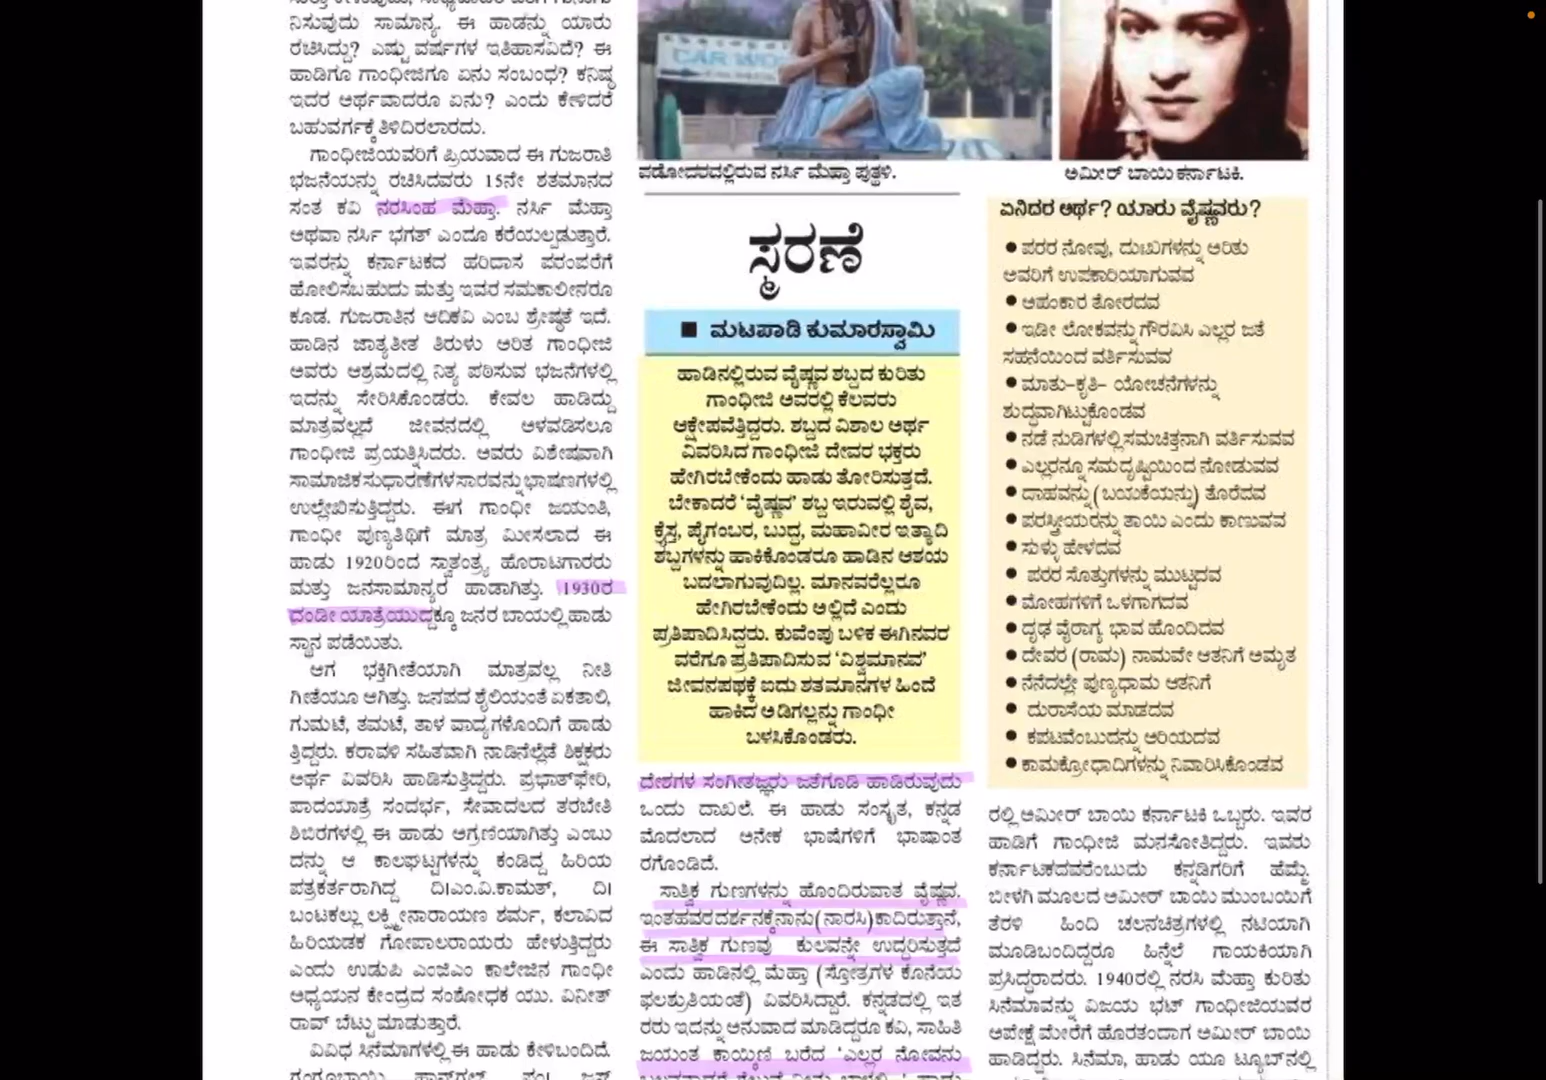 ನಿಸುವುದು ಸಾಮಾನ್ಯ. ಈ ಹಾಡನ್ನು ಯಾರು
ರಚಿಸಿದ್ದು? ಎಷ್ಟು ವರ್ಷಗಳ ಇತಿಹಾಸವಿದೆ? ಈ
ಹಾಡಿಗೂ ಗಾಂಧೀಜಿಗೂ ಏನು ಸಂಬಂಧ? ಕನಿಷ್ಠ
ಇದರ ಅರ್ಥವಾದರೂ ಏನು? ಎಂದು ಕೇಳಿದರೆ
ಬಹುವರ್ಗಕ್ಕೆ ತಿಳಿದಿರಲಾರದು.
ಗಾಂಧೀಜಿಯವರಿಗೆ ಪ್ರಿಯವಾದ ಈ ಗುಜರಾತಿ
ಭಜನೆಯನ್ನು ರಚಿಸಿದವರು 15ನೇ ಶತಮಾನದ
ಸಂತ ಕವಿ ನರಸಿಂಹ ಮೆಹ್ತಾ. ನರ್ಸಿ ಮೆಹ್ತಾ
ಅಥವಾ ನರ್ಸಿ ಭಗತ್ ಎಂದೂ ಕರೆಯಲ್ಪಡುತ್ತಾರೆ.
ಇವರನ್ನು ಕರ್ನಾಟಕದ ಹರಿದಾಸ ಪರಂಪರೆಗೆ
ಹೋಲಿಸಬಹುದು ಮತ್ತು ಇವರ ಸಮಕಾಲೀನರೂ
ಕೂಡ. ಗುಜರಾತಿನ ಆದಿಕವಿ ಎಂಬ ಶ್ರೇಷ್ಠತೆ ಇದೆ.
ಹಾಡಿನ ಜಾತ್ಯತೀತ ತಿರುಳು ಅರಿತ ಗಾಂಧೀಜಿ
ಅವರು ಆಶ್ರಮದಲ್ಲಿ ನಿತ್ಯ ಪಠಿಸುವ ಭಜನೆಗಳಲ್ಲಿ
ಇದನ್ನು ಸೇರಿಸಿಕೊಂಡರು. ಕೇವಲ ಹಾಡಿದ್ದು
ಮಾತ್ರವಲ್ಲದೆ ಜೀವನದಲ್ಲಿ ಅಳವಡಿಸಲೂ
ಗಾಂಧೀಜಿ ಪ್ರಯತ್ನಿಸಿದರು. ಅವರು ವಿಶೇಷವಾಗಿ
ಸಾಮಾಜಿಕ ಸುಧಾರಣೆಗಳ ಸಾರವನ್ನು ಭಾಷಣಗಳಲ್ಲಿ
ಉಲ್ಲೇಖಿಸುತ್ತಿದ್ದರು. ಈಗ ಗಾಂಧೀ ಜಯಂತಿ,
ಗಾಂಧೀ ಪುಣ್ಯತಿಥಿಗೆ ಮಾತ್ರ ಮೀಸಲಾದ ಈ
ಹಾಡು 1920ರಿಂದ ಸ್ವಾತಂತ್ರ್ಯ ಹೋರಾಟಗಾರರು
ಮತ್ತು ಜನಸಾಮಾನ್ಯರ ಹಾಡಾಗಿತ್ತು. 1930ರ
ದಂಡೀ ಯಾತ್ರೆಯುದ್ದಕ್ಕೂ ಜನರ ಬಾಯಲ್ಲಿ ಹಾಡು
ಸ್ಥಾನ ಪಡೆಯಿತು.
ಆಗ ಭಕ್ತಿಗೀತೆಯಾಗಿ ಮಾತ್ರವಲ್ಲ ನೀತಿ
ಗೀತೆಯೂ ಆಗಿತ್ತು. ಜನಪದ ಶೈಲಿಯಂತೆ ಏಕತಾಲಿ,
ಗುಮಟೆ, ತಮಟೆ, ತಾಳ ವಾದ್ಯಗಳೊಂದಿಗೆ ಹಾಡು
ತ್ತಿದ್ದರು. ಕರಾವಳಿ ಸಹಿತವಾಗಿ ನಾಡಿನೆಲ್ಲೆಡೆ ಶಿಕ್ಷಕರು
ಅರ್ಥ ವಿವರಿಸಿ ಹಾಡಿಸುತ್ತಿದ್ದರು. ಪ್ರಭಾತ್‌ಫೇರಿ,
ಪಾದಯಾತ್ರೆ ಸಂದರ್ಭ, ಸೇವಾದಲದ ತರಬೇತಿ
ಶಿಬಿರಗಳಲ್ಲಿ ಈ ಹಾಡು ಅಗ್ರಣಿಯಾಗಿತ್ತು ಎಂಬು
ದನ್ನು ಆ ಕಾಲಘಟ್ಟಗಳನ್ನು ಕಂಡಿದ್ದ ಹಿರಿಯ
ಪತ್ರಕರ್ತರಾಗಿದ್ದ ದಿ।ಎಂ.ವಿ.ಕಾಮತ್, ದಿ।
ಬಂಟಕಲ್ಲು ಲಕ್ಷ್ಮೀನಾರಾಯಣ ಶರ್ಮ, ಕಲಾವಿದ
ಹಿರಿಯಡಕ ಗೋಪಾಲರಾಯರು ಹೇಳುತ್ತಿದ್ದರು
ಎಂದು ಉಡುಪಿ ಎಂಜಿಎಂ ಕಾಲೇಜಿನ ಗಾಂಧೀ
ಅಧ್ಯಯನ ಕೇಂದ್ರದ ಸಂಶೋಧಕ ಯು. ವಿನೀತ್
ರಾವ್ ಬೆಟ್ಟು ಮಾಡುತ್ತಾರೆ.
ವಿವಿಧ ಸಿನೆಮಾಗಳಲ್ಲಿ ಈ ಹಾಡು ಕೇಳಿಬಂದಿದೆ.
CAR WO
ವಡೋದರದಲ್ಲಿರುವ ನರ್ಸಿ ಮೆಹ್ತಾ ಪುತ್ಥಳಿ.
ಅಮೀರ್ ಬಾಯಿ ಕರ್ನಾಟಕಿ.
ಸ್ಮರಣೆ
■ ಮಟಪಾಡಿ ಕುಮಾರಸ್ವಾಮಿ
ಹಾಡಿನಲ್ಲಿರುವ ವೈಷ್ಣವ ಶಬ್ದದ ಕುರಿತು
ಗಾಂಧೀಜಿ ಅವರಲ್ಲಿ ಕೆಲವರು
ಆಕ್ಷೇಪವೆತ್ತಿದ್ದರು. ಶಬ್ದದ ವಿಶಾಲ ಅರ್ಥ
ವಿವರಿಸಿದ ಗಾಂಧೀಜಿ ದೇವರ ಭಕ್ತರು
ಹೇಗಿರಬೇಕೆಂದು ಹಾಡು ತೋರಿಸುತ್ತದೆ.
ಬೇಕಾದರೆ ‘ವೈಷ್ಣವ’ ಶಬ್ದ ಇರುವಲ್ಲಿ ಶೈವ,
ಕ್ರೈಸ್ತ, ಪೈಗಂಬರ, ಬುದ್ಧ, ಮಹಾವೀರ ಇತ್ಯಾದಿ
ಶಬ್ದಗಳನ್ನು ಹಾಕಿಕೊಂಡರೂ ಹಾಡಿನ ಆಶಯ
ಬದಲಾಗುವುದಿಲ್ಲ. ಮಾನವರೆಲ್ಲರೂ
ಹೇಗಿರಬೇಕೆಂದು ಅಲ್ಲಿದೆ ಎಂದು
ಪ್ರತಿಪಾದಿಸಿದ್ದರು. ಕುವೆಂಪು ಬಳಿಕ ಈಗಿನವರ
ವರೆಗೂ ಪ್ರತಿಪಾದಿಸುವ ‘ವಿಶ್ವಮಾನವ’
ಜೀವನಪಥಕ್ಕೆ ಐದು ಶತಮಾನಗಳ ಹಿಂದೆ
ಹಾಕಿದ ಅಡಿಗಲ್ಲನ್ನು ಗಾಂಧೀ
ಬಳಸಿಕೊಂಡರು.
ದೇಶಗಳ ಸಂಗೀತಜ್ಞರು ಜತೆಗೂಡಿ ಹಾಡಿರುವುದು
ಒಂದು ದಾಖಲೆ. ಈ ಹಾಡು ಸಂಸ್ಕೃತ, ಕನ್ನಡ
ಮೊದಲಾದ ಅನೇಕ ಭಾಷೆಗಳಿಗೆ ಭಾಷಾಂತ
ರಗೊಂಡಿದೆ.
ಸಾತ್ವಿಕ ಗುಣಗಳನ್ನು ಹೊಂದಿರುವಾತ ವೈಷ್ಣವ.
ಇಂತಹವರ ದರ್ಶನಕ್ಕೆ ನಾನು (ನಾರಸಿ) ಕಾದಿರುತ್ತಾನೆ,
ಈ ಸಾತ್ವಿಕ ಗುಣವು ಕುಲವನ್ನೇ ಉದ್ಧರಿಸುತ್ತದೆ
ಎಂದು ಹಾಡಿನಲ್ಲಿ ಮೆಹ್ತಾ (ಸ್ತೋತ್ರಗಳ ಕೊನೆಯ
ಫಲಶ್ರುತಿಯಂತೆ) ವಿವರಿಸಿದ್ದಾರೆ. ಕನ್ನಡದಲ್ಲಿ ಇತ
ರರು ಇದನ್ನು ಅನುವಾದ ಮಾಡಿದ್ದರೂ ಕವಿ, ಸಾಹಿತಿ
ಜಯಂತ ಕಾಯ್ಕಿಣಿ ಬರೆದ ‘ಎಲ್ಲರ ನೋವನು
ಏನಿದರ ಅರ್ಥ? ಯಾರು ವೈಷ್ಣವರು?
● ಪರರ ನೋವು, ದುಃಖಗಳನ್ನು ಅರಿತು
ಅವರಿಗೆ ಉಪಕಾರಿಯಾಗುವವ
● ಅಹಂಕಾರ ತೋರದವ
● ಇಡೀ ಲೋಕವನ್ನು ಗೌರವಿಸಿ ಎಲ್ಲರ ಜತೆ
ಸಹನೆಯಿಂದ ವರ್ತಿಸುವವ
● ಮಾತು-ಕೃತಿ- ಯೋಚನೆಗಳನ್ನು
ಶುದ್ಧವಾಗಿಟ್ಟುಕೊಂಡವ
● ನಡೆ ನುಡಿಗಳಲ್ಲಿ ಸಮಚಿತ್ತನಾಗಿ ವರ್ತಿಸುವವ
● ಎಲ್ಲರನ್ನೂ ಸಮದೃಷ್ಟಿಯಿಂದ ನೋಡುವವ
● ದಾಹವನ್ನು (ಬಯಕೆಯನ್ನು) ತೊರೆದವ
● ಪರಸ್ತ್ರೀಯರನ್ನು ತಾಯಿ ಎಂದು ಕಾಣುವವ
● ಸುಳ್ಳು ಹೇಳದವ
● ಪರರ ಸೊತ್ತುಗಳನ್ನು ಮುಟ್ಟದವ
● ಮೋಹಗಳಿಗೆ ಒಳಗಾಗದವ
● ದೃಢ ವೈರಾಗ್ಯ ಭಾವ ಹೊಂದಿದವ
● ದೇವರ (ರಾಮ) ನಾಮವೇ ಆತನಿಗೆ ಅಮೃತ
● ನೆನೆದಲ್ಲೇ ಪುಣ್ಯಧಾಮ ಆತನಿಗೆ
● ದುರಾಸೆಯ ಮಾಡದವ
● ಕಪಟವೆಂಬುದನ್ನು ಅರಿಯದವ
● ಕಾಮಕ್ರೋಧಾದಿಗಳನ್ನು ನಿವಾರಿಸಿಕೊಂಡವ
ರಲ್ಲಿ ಅಮೀರ್ ಬಾಯಿ ಕರ್ನಾಟಕಿ ಒಬ್ಬರು. ಇವರ
ಹಾಡಿಗೆ ಗಾಂಧೀಜಿ ಮನಸೋತಿದ್ದರು. ಇವರು
ಕರ್ನಾಟಕದವರೆಂಬುದು ಕನ್ನಡಿಗರಿಗೆ ಹೆಮ್ಮೆ.
ಬೀಳಗಿ ಮೂಲದ ಅಮೀರ್ ಬಾಯಿ ಮುಂಬಯಿಗೆ
ತೆರಳಿ ಹಿಂದಿ ಚಲನಚಿತ್ರಗಳಲ್ಲಿ ನಟಿಯಾಗಿ
ಮೂಡಿಬಂದಿದ್ದರೂ ಹಿನ್ನೆಲೆ ಗಾಯಕಿಯಾಗಿ
ಪ್ರಸಿದ್ಧರಾದರು. 1940ರಲ್ಲಿ ನರಸಿ ಮೆಹ್ತಾ ಕುರಿತು
ಸಿನೆಮಾವನ್ನು ವಿಜಯ ಭಟ್ ಗಾಂಧೀಜಿಯವರ
ಅಪೇಕ್ಷೆ ಮೇರೆಗೆ ಹೊರತಂದಾಗ ಅಮೀರ್ ಬಾಯಿ
ಹಾಡಿದ್ದರು. ಸಿನೆಮಾ, ಹಾಡು ಯೂ ಟ್ಯೂಬ್‌ನಲ್ಲಿ